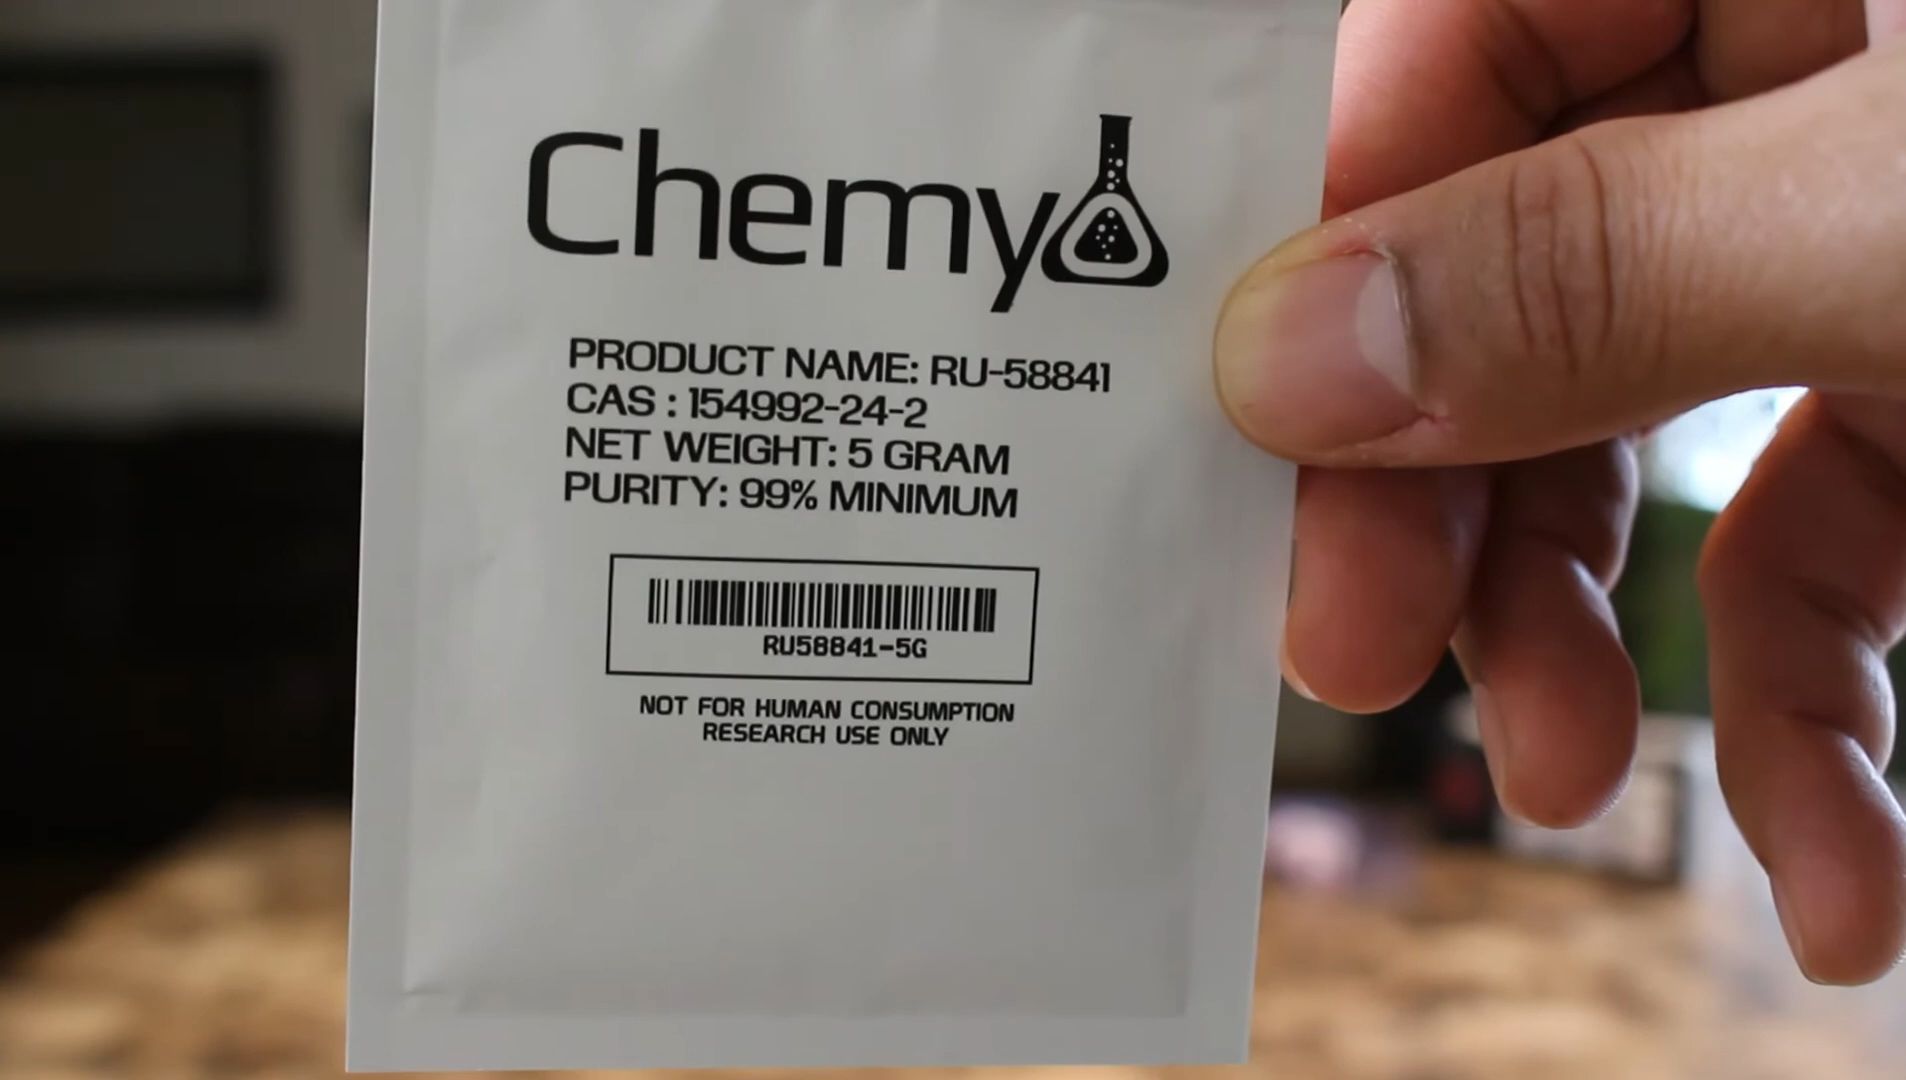 Chemyo
PRODUCT NAME: RU-58841
CAS : 154992-24-2
NET WEIGHT: 5 GRAM
PURITY: 99% MINIMUM
RU58841-5G
NOT FOR HUMAN CONSUMPTION
RESEARCH USE ONLY